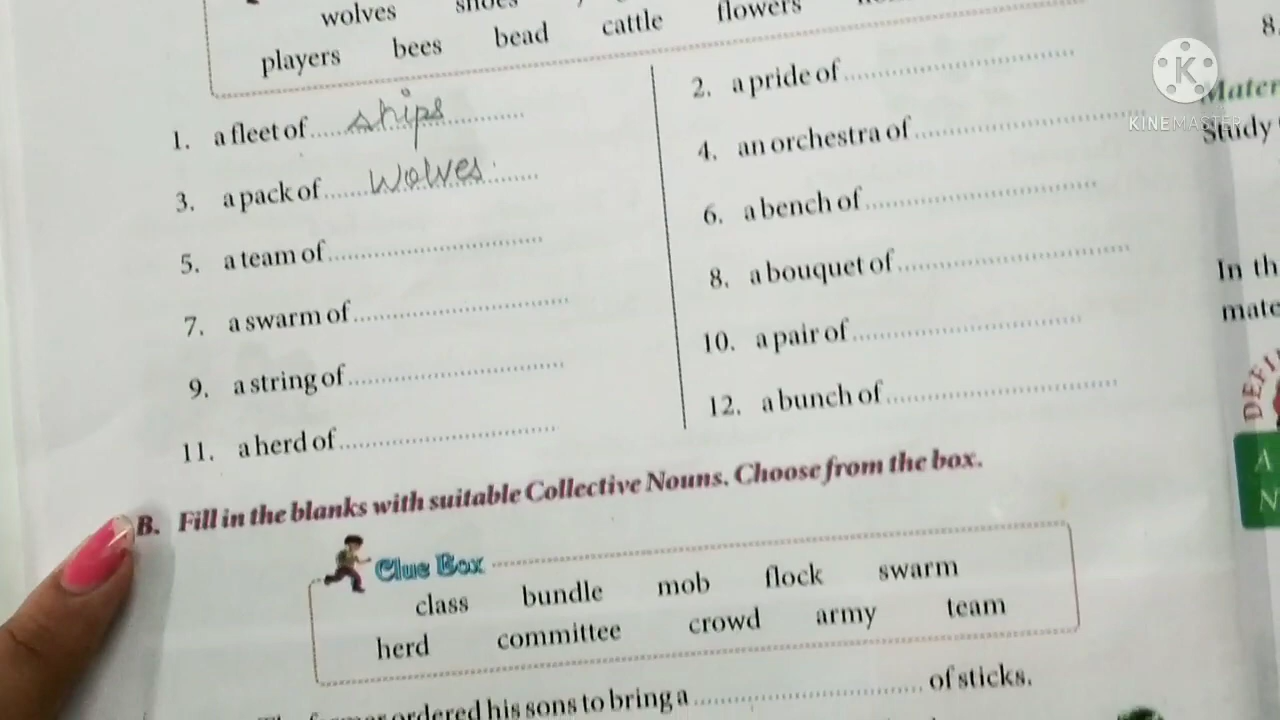 wolves shoes
players bees bead cattle flowers
1. a fleet of ships
2. a pride of
3. a pack of wolves.
4. an orchestra of
5. a team of
6. a bench of
7. a swarm of
8. a bouquet of
9. a string of
10. a pair of
11. a herd of
12. a bunch of
B. Fill in the blanks with suitable Collective Nouns. Choose from the box.
Clue Box
class bundle mob flock swarm
herd committee crowd army team
ordered his sons to bring a of sticks.
8.
Mater
Study
In th
mate
DEFI
A
N
K
KINEMASTER